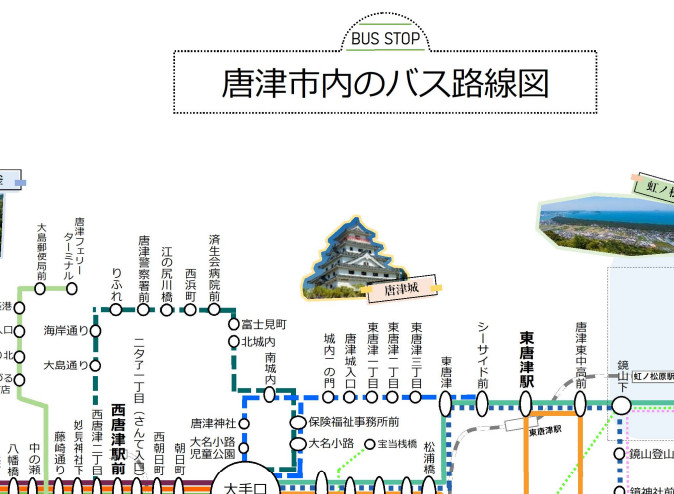 BUS STOP
唐津市内のバス路線図
虹ノ松
唐津城
大島郵便局前
唐津フェリー
ターミナル
りふれ
唐津警察署前
江の尻川橋
西浜町
済生会病院前
富士見町
北城内
海岸通り
大島通り
南城内
城内二の門
唐津城入口
東唐津一丁目
東唐津二丁目
東唐津三丁目
東唐津
シーサイド前
東唐津駅
唐津東中高前
鏡山下
虹ノ松原駅
東唐津駅
二タ子一丁目（さんて入口）
唐津神社
大名小路
児童公園
保険福祉事務所前
大名小路
宝当桟橋
松浦橋
鏡山登山
鏡神社前
八幡橋
中の瀬
藤崎通り
妙見神社下
西唐津二丁目
西唐津駅前
西朝日町
朝日町
大手口